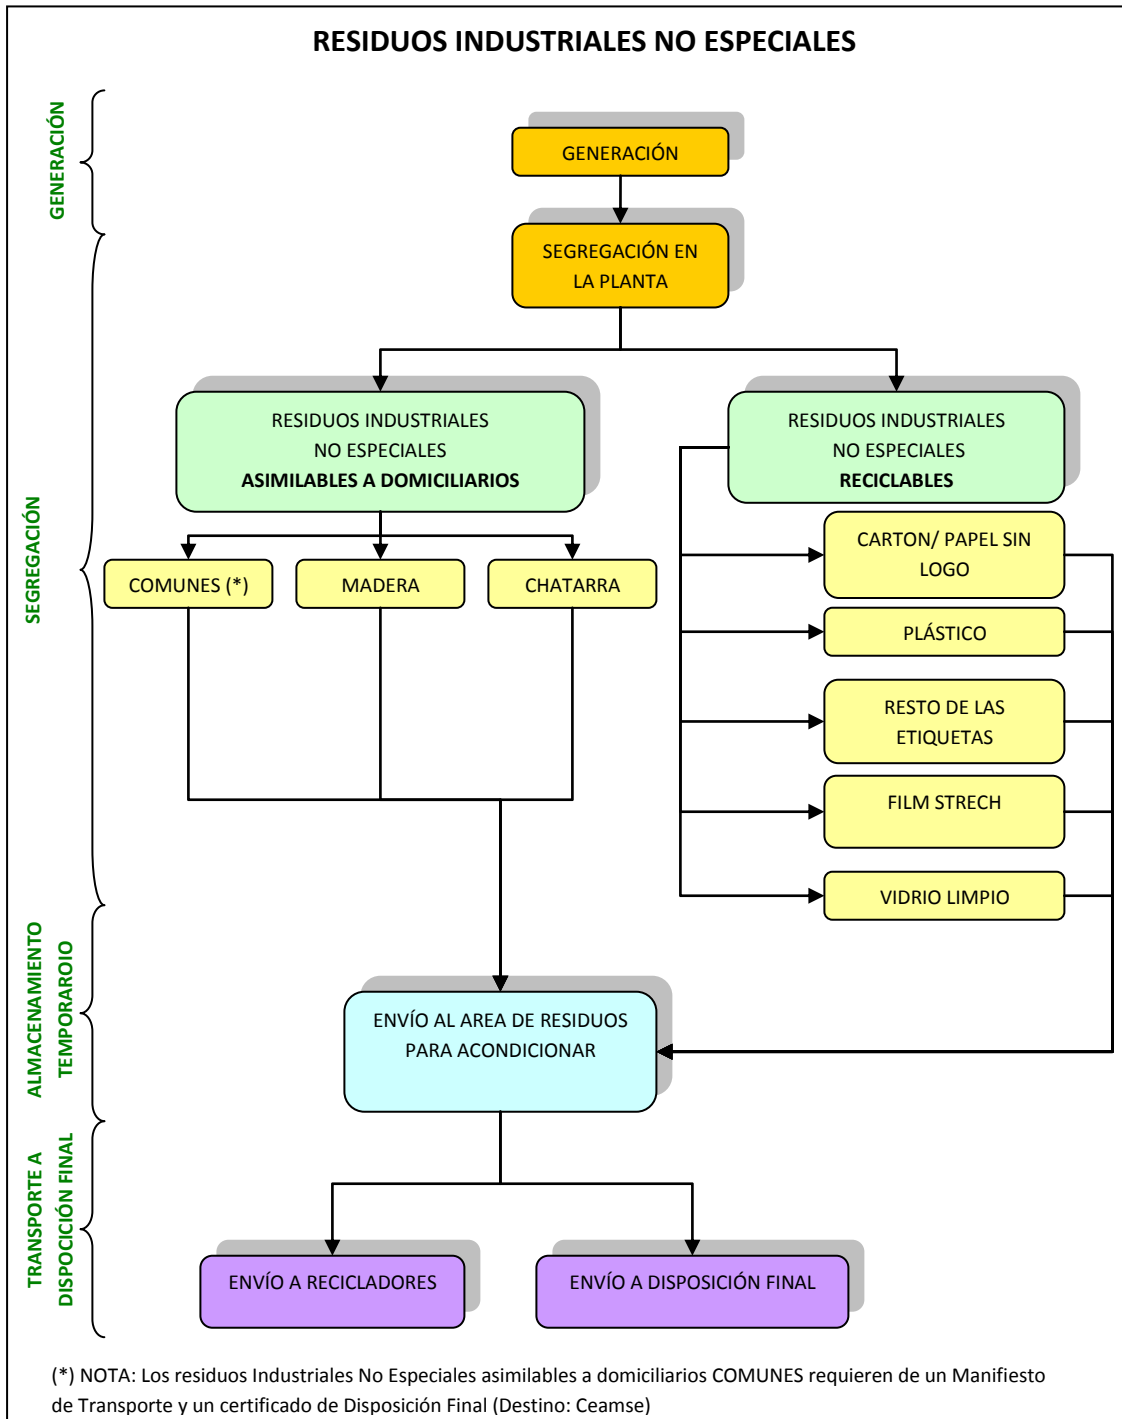 RESIDUOS INDUSTRIALES NO ESPECIALES
GENERACIÓN
GENERACIÓN
SEGREGACIÓN EN
LA PLANTA
SEGREGACIÓN
RESIDUOS INDUSTRIALES
NO ESPECIALES
ASIMILABLES A DOMICILIARIOS
RESIDUOS INDUSTRIALES
NO ESPECIALES
RECICLABLES
COMUNES (*)
MADERA
CHATARRA
CARTON/ PAPEL SIN
LOGO
PLÁSTICO
RESTO DE LAS
ETIQUETAS
FILM STRECH
VIDRIO LIMPIO
ALMACENAMIENTO
TEMPORAROIO
ENVÍO AL AREA DE RESIDUOS
PARA ACONDICIONAR
TRANSPORTE A
DISPOCICIÓN FINAL
ENVÍO A RECICLADORES
ENVÍO A DISPOSICIÓN FINAL
(*) NOTA: Los residuos Industriales No Especiales asimilables a domiciliarios COMUNES requieren de un Manifiesto
de Transporte y un certificado de Disposición Final (Destino: Ceamse)